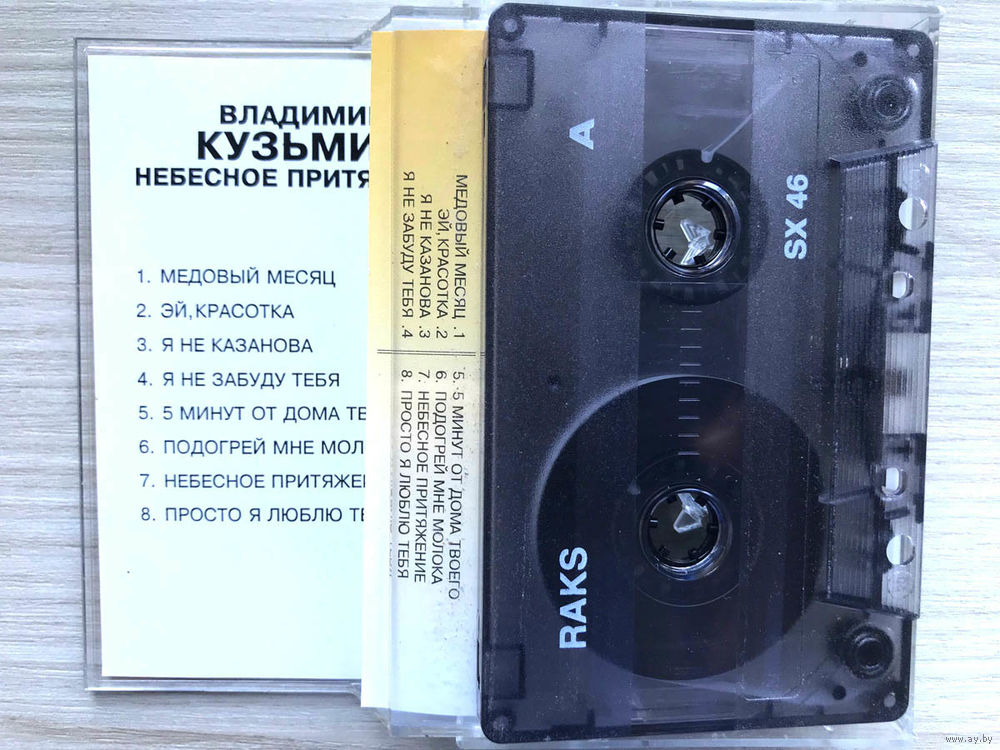 ВЛАДИМИ
КУЗЬМИ
НЕБЕСНОЕ ПРИТЯ
1. МЕДОВЫЙ МЕСЯЦ
2. ЭЙ,КРАСОТКА
3. Я НЕ КАЗАНОВА
4. Я НЕ ЗАБУДУ ТЕБЯ
5. 5 МИНУТ ОТ ДОМА ТВ
6. ПОДОГРЕЙ МНЕ МОЛ
7. НЕБЕСНОЕ ПРИТЯЖЕ
8. ПРОСТО Я ЛЮБЛЮ ТЕ
МЕДОВЫЙ МЕСЯЦ .1
ЭЙ,КРАСОТКА .2
Я НЕ КАЗАНОВА .3
Я НЕ ЗАБУДУ ТЕБЯ .4
5. 5 МИНУТ ОТ ДОМА ТВОЕГО
6. ПОДОГРЕЙ МНЕ МОЛОКА
7. НЕБЕСНОЕ ПРИТЯЖЕНИЕ
8. ПРОСТО Я ЛЮБЛЮ ТЕБЯ
A
SX 46
RAKS
www.ay.by